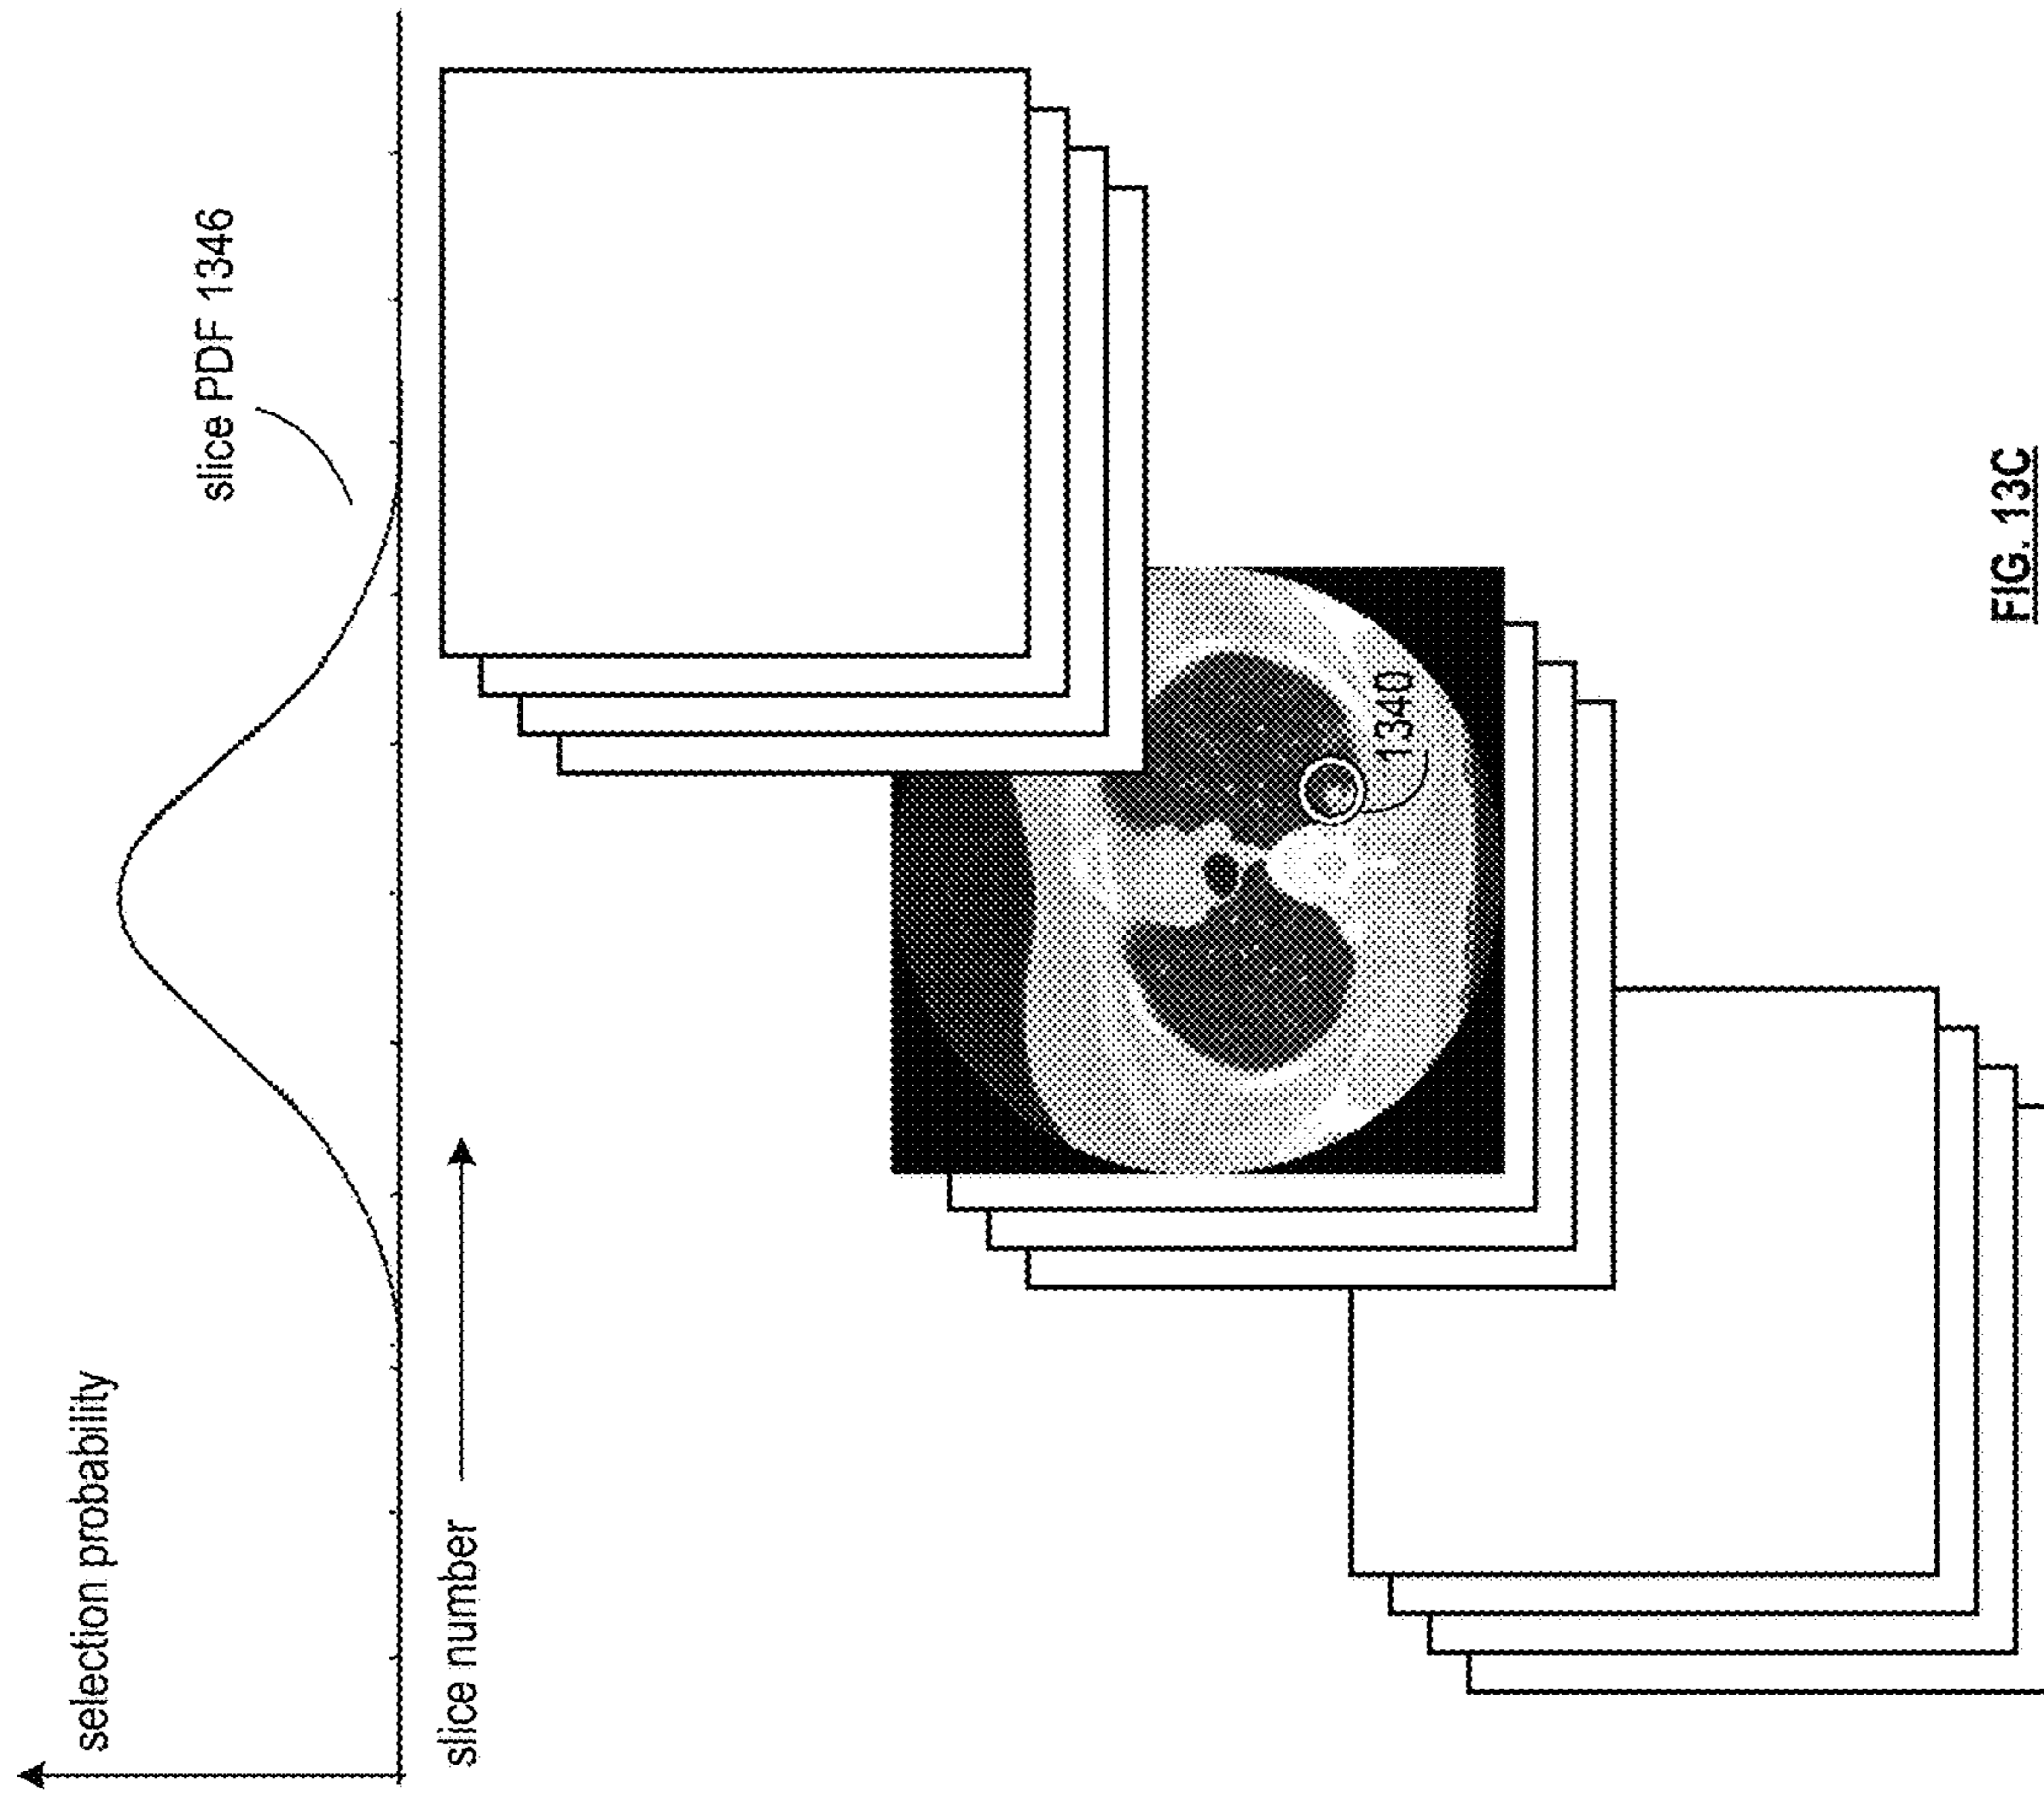 selection probability
slice PDF 1346
slice number
1340
FIG. 13C